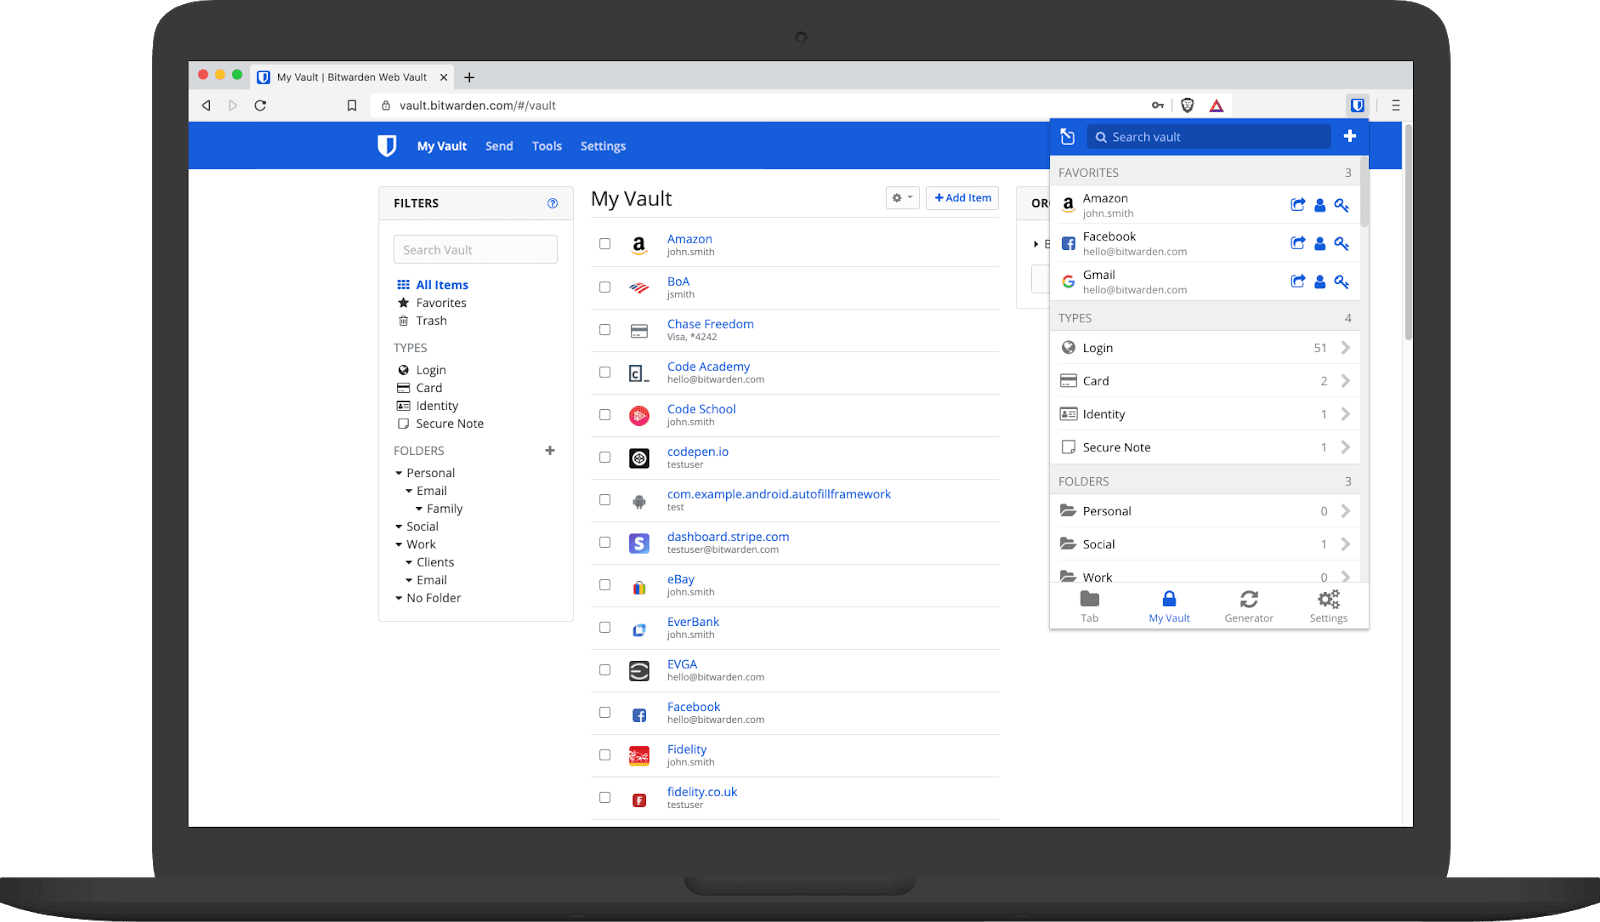 My Vault | Bitwarden Web Vault
vault.bitwarden.com/#/vault
My Vault
Send
Tools
Settings
FILTERS
Search Vault
All Items
Favorites
Trash
TYPES
Login
Card
Identity
Secure Note
FOLDERS
Personal
Email
Family
Social
Work
Clients
Email
No Folder
My Vault
Add Item
Amazon
john.smith
BoA
jsmith
Chase Freedom
Visa, *4242
Code Academy
hello@bitwarden.com
Code School
john.smith
codepen.io
testuser
com.example.android.autofillframework
test
dashboard.stripe.com
testuser@bitwarden.com
eBay
john.smith
EverBank
john.smith
EVGA
hello@bitwarden.com
Facebook
hello@bitwarden.com
Fidelity
john.smith
fidelity.co.uk
testuser
Search vault
FAVORITES 3
Amazon
john.smith
Facebook
hello@bitwarden.com
Gmail
hello@bitwarden.com
TYPES 4
Login 51
Card 2
Identity 1
Secure Note 1
FOLDERS 3
Personal 0
Social 1
Work 0
Tab
My Vault
Generator
Settings